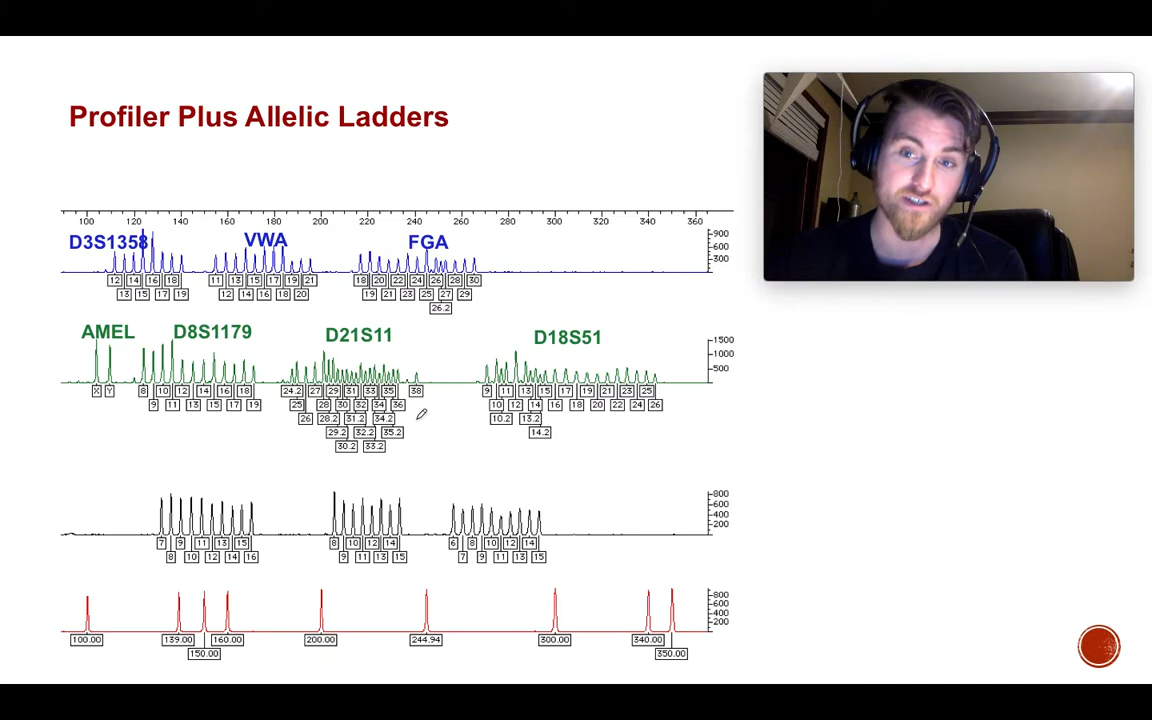 Profiler Plus Allelic Ladders
100 120 140 160 180 200 220 240 260 280 300 320 340 360
D3S1358 VWA FGA
900
600
300
12 14 16 18 11 13 15 17 19 21 18 20 22 24 26 28 30
13 15 17 19 12 14 16 18 20 19 21 23 25 27 29
26.2
AMEL D8S1179 D21S11 D18S51
1500
1000
500
X Y 8 10 12 14 16 18 24.2 27 29 31 33 35 38 9 11 13 15 17 19 21 23 25
9 11 13 15 17 19 25 28 30 32 34 36 10 12 14 16 18 20 22 24 26
26 28.2 31.2 34.2 10.2 13.2
29.2 32.2 35.2 14.2
30.2 33.2
800
600
400
200
7 9 11 13 15 8 10 12 14 6 8 10 12 14
8 10 12 14 16 9 11 13 15 7 9 11 13 15
800
600
400
200
100.00 139.00 160.00 200.00 244.94 300.00 340.00
150.00 350.00